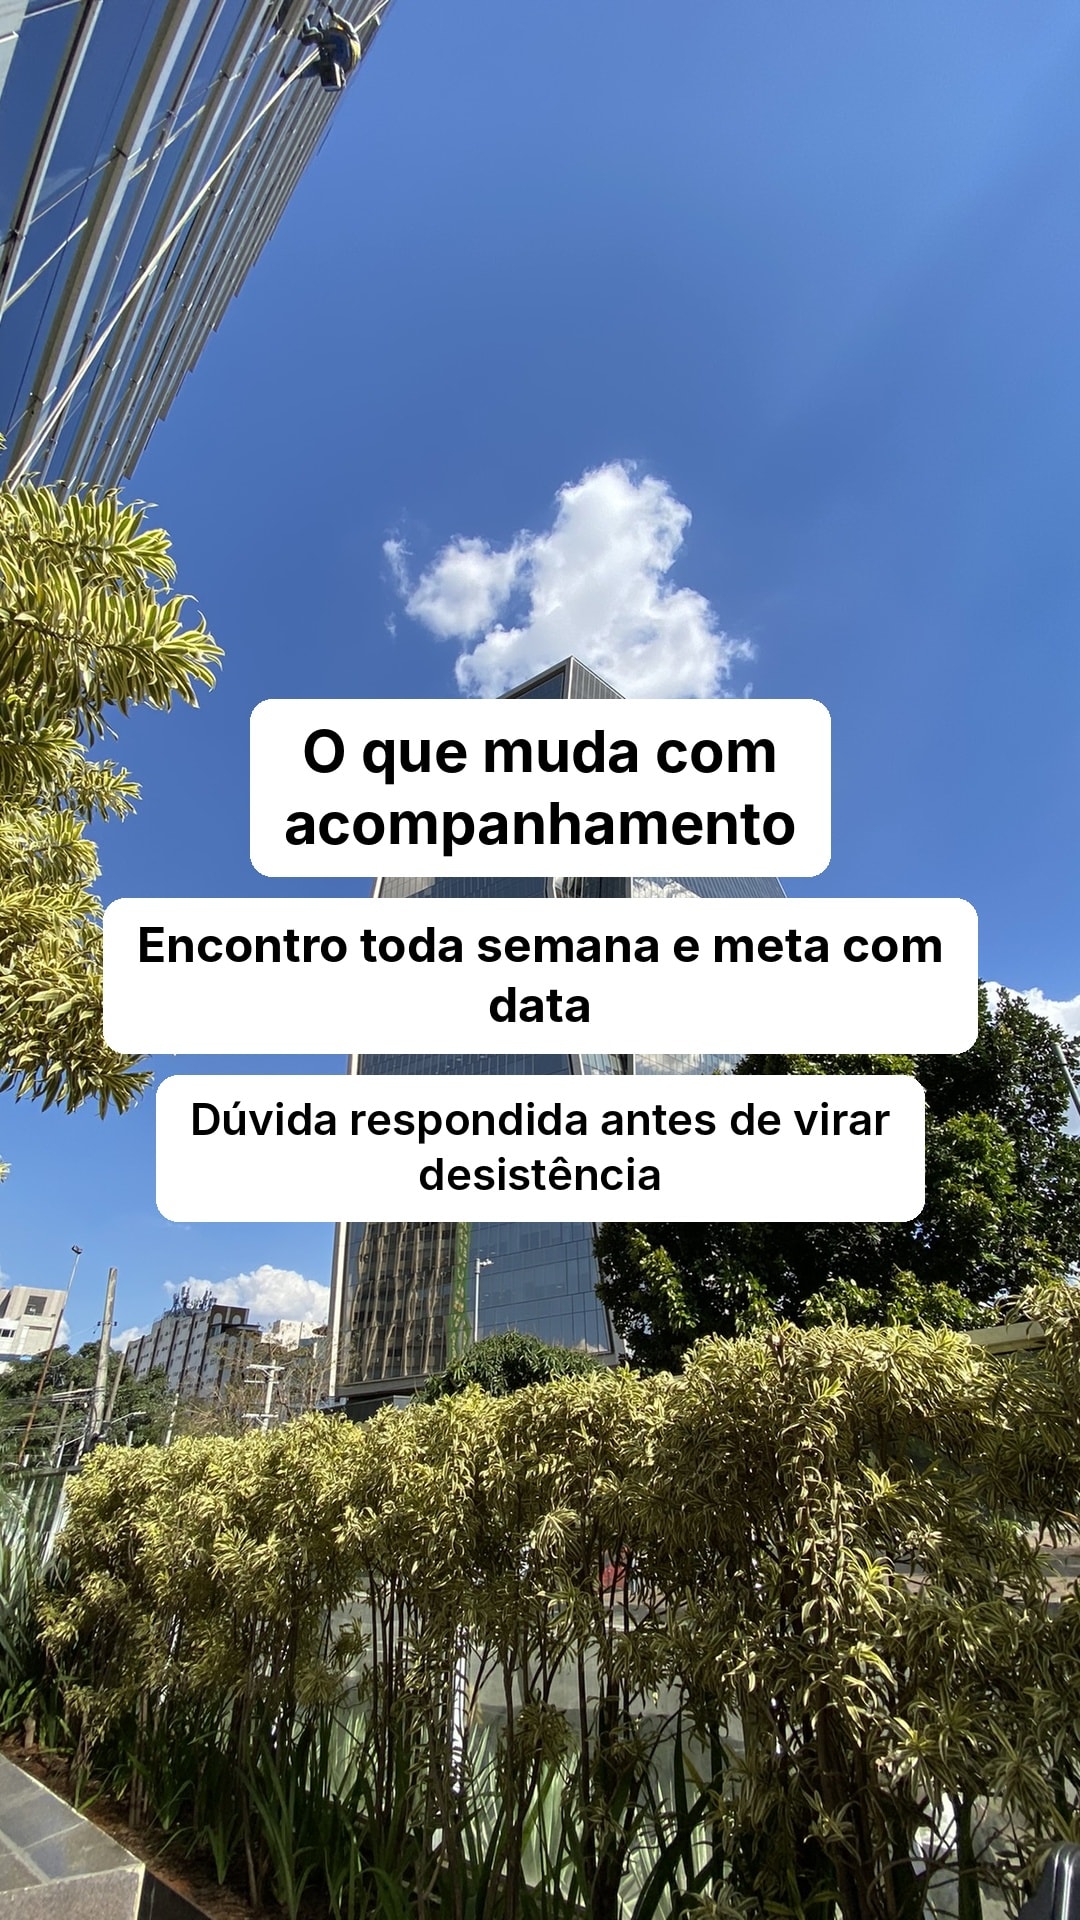 O que muda com
acompanhamento
Encontro toda semana e meta com
data
Dúvida respondida antes de virar
desistência